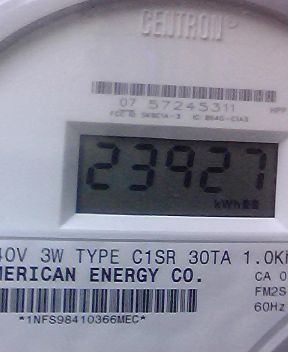 CENTRON®
07 57245311
23927
kWh
40V 3W TYPE C1SR 30TA 1.0K
MERICAN ENERGY CO.
CA 0
FM2S
60Hz
*1NFS98410366MEC*